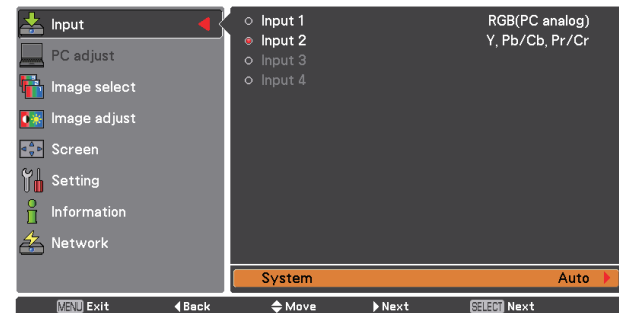 Input
PC adjust
Image select
Image adjust
Screen
Setting
Information
Network
Input 1 RGB(PC analog)
Input 2 Y, Pb/Cb, Pr/Cr
Input 3
Input 4
System Auto
MENU Exit Back Move Next SELECT Next